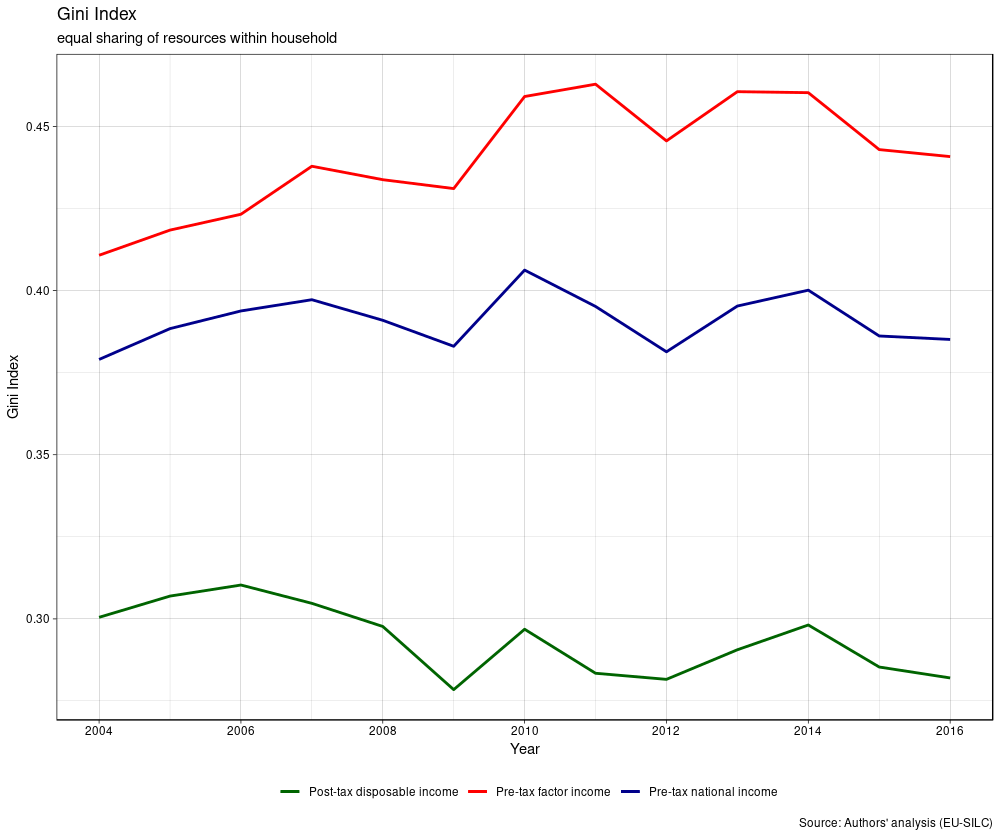 Gini Index
equal sharing of resources within household
Gini Index
0.45
0.40
0.35
0.30
2004 2006 2008 2010 2012 2014 2016
Year
Post-tax disposable income Pre-tax factor income Pre-tax national income
Source: Authors' analysis (EU-SILC)